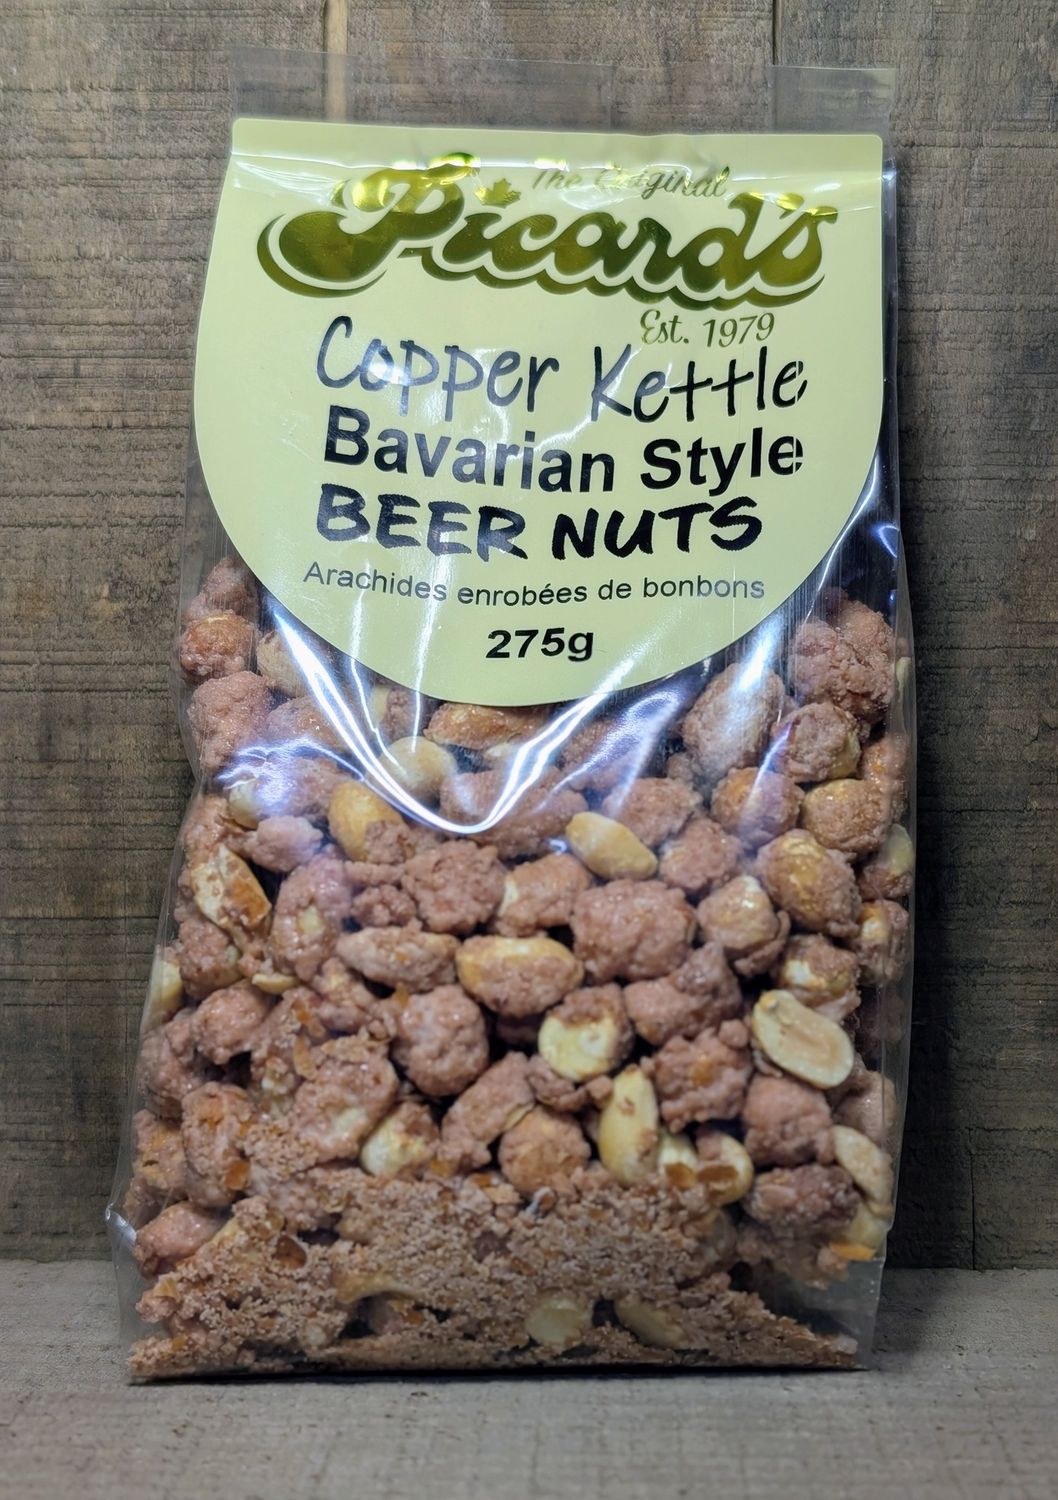 The Original
Picard's
Est. 1979
Copper Kettle
Bavarian Style
BEER NUTS
Arachides enrobées de bonbons
275g